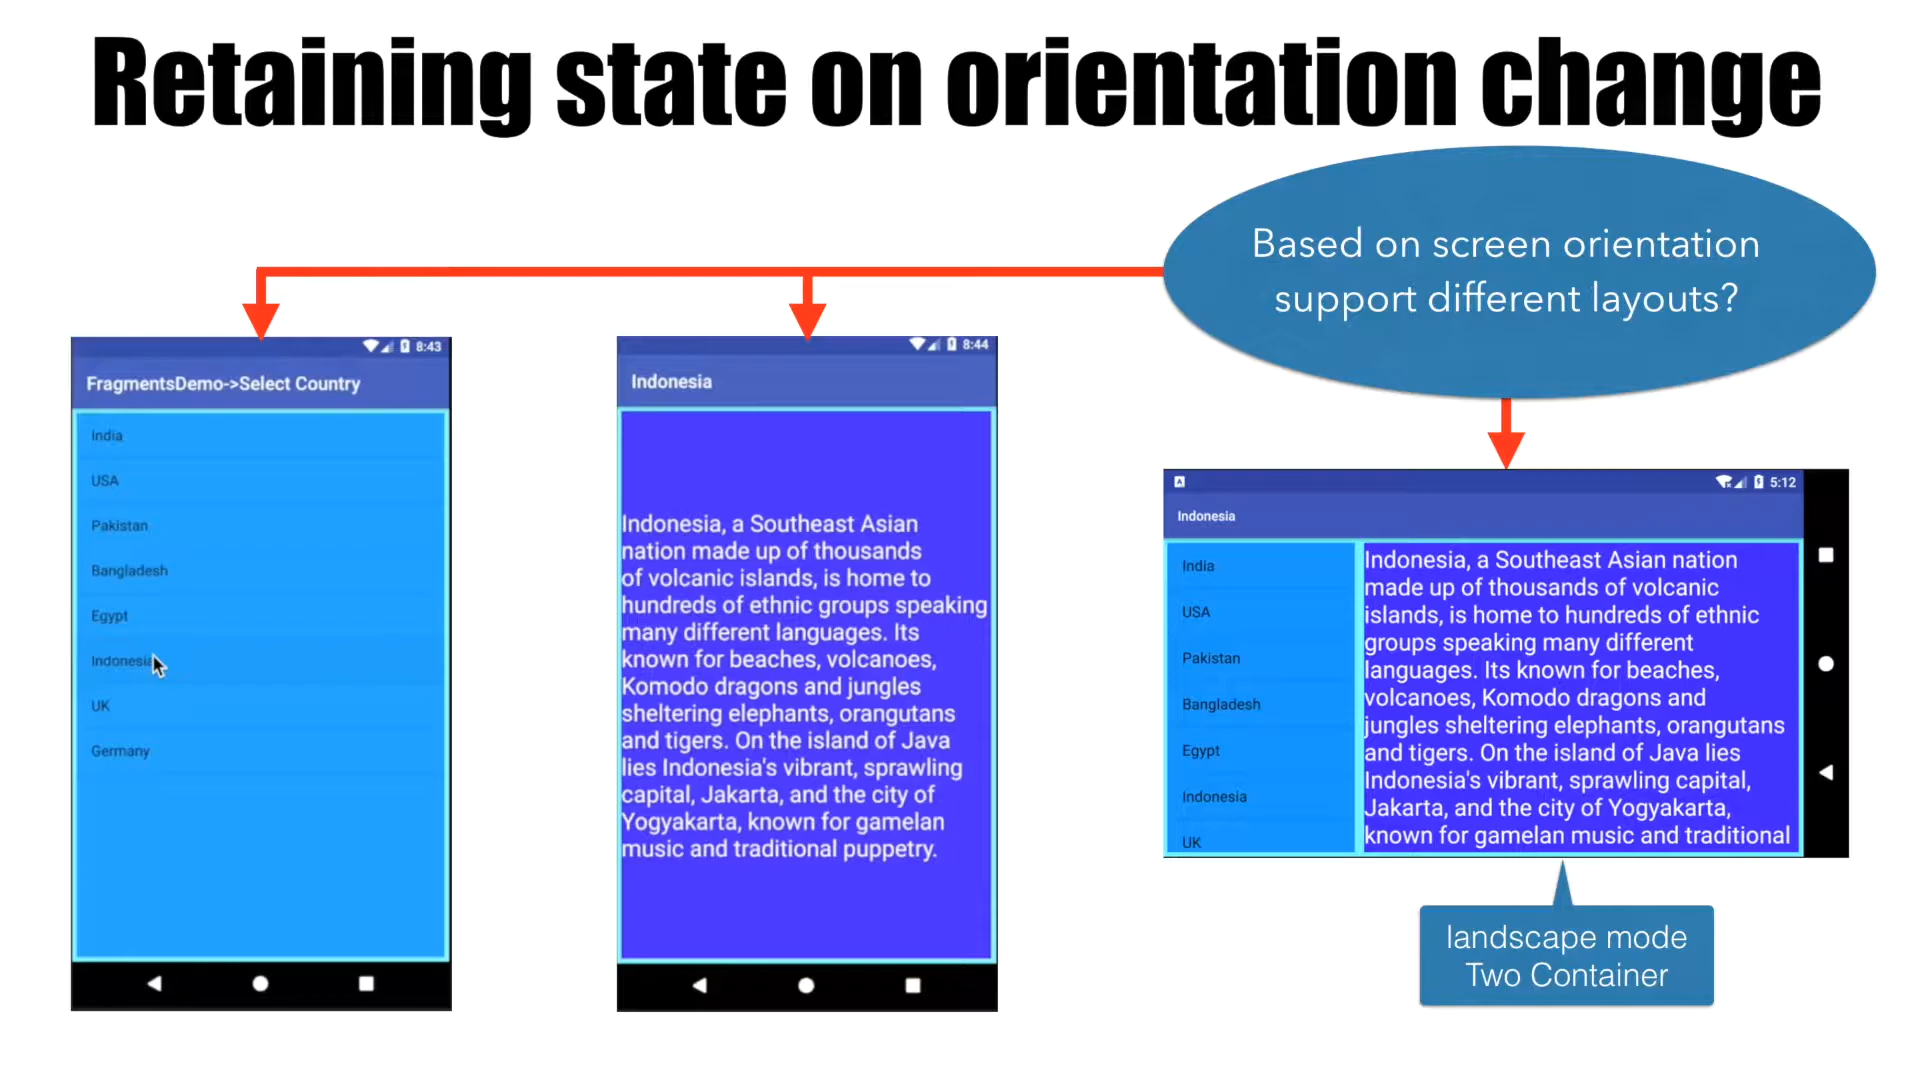 Retaining state on orientation change
Based on screen orientation
support different layouts?
8:43
FragmentsDemo->Select Country
India
USA
Pakistan
Bangladesh
Egypt
Indonesia
UK
Germany
8:44
Indonesia
Indonesia, a Southeast Asian
nation made up of thousands
of volcanic islands, is home to
hundreds of ethnic groups speaking
many different languages. Its
known for beaches, volcanoes,
Komodo dragons and jungles
sheltering elephants, orangutans
and tigers. On the island of Java
lies Indonesia's vibrant, sprawling
capital, Jakarta, and the city of
Yogyakarta, known for gamelan
music and traditional puppetry.
5:12
Indonesia
India
USA
Pakistan
Bangladesh
Egypt
Indonesia
UK
Indonesia, a Southeast Asian nation
made up of thousands of volcanic
islands, is home to hundreds of ethnic
groups speaking many different
languages. Its known for beaches,
volcanoes, Komodo dragons and
jungles sheltering elephants, orangutans
and tigers. On the island of Java lies
Indonesia's vibrant, sprawling capital,
Jakarta, and the city of Yogyakarta,
known for gamelan music and traditional
landscape mode
Two Container